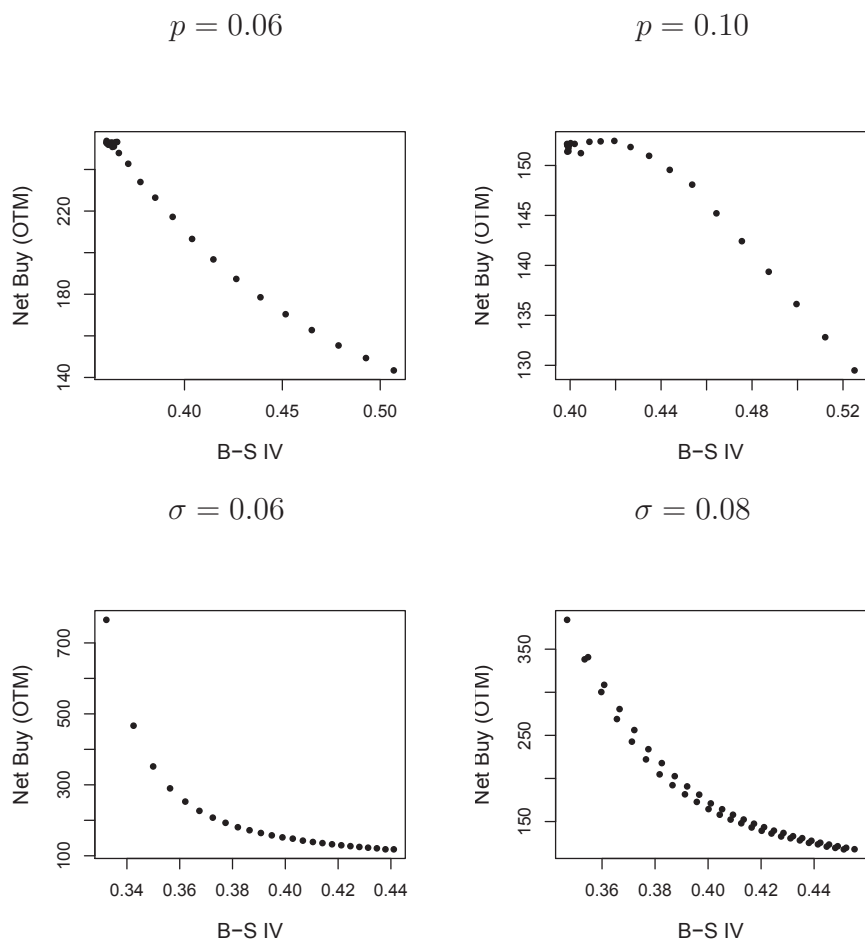 p = 0.06
p = 0.10
Net Buy (OTM)
140 180 220
0.40 0.45 0.50
B−S IV
Net Buy (OTM)
130 135 140 145 150
0.40 0.44 0.48 0.52
B−S IV
σ = 0.06
σ = 0.08
Net Buy (OTM)
100 300 500 700
0.34 0.36 0.38 0.40 0.42 0.44
B−S IV
Net Buy (OTM)
150 250 350
0.36 0.38 0.40 0.42 0.44
B−S IV